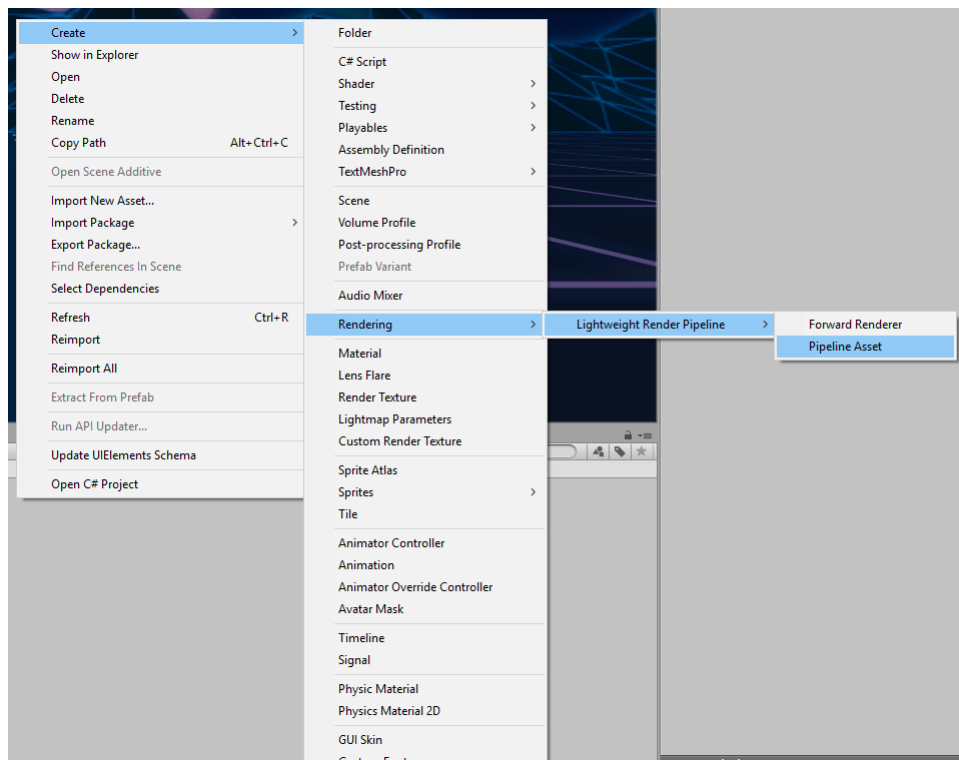 Create
Show in Explorer
Open
Delete
Rename
Copy Path Alt+Ctrl+C
Open Scene Additive
Import New Asset...
Import Package
Export Package...
Find References In Scene
Select Dependencies
Refresh Ctrl+R
Reimport
Reimport All
Extract From Prefab
Run API Updater...
Update UIElements Schema
Open C# Project
Folder
C# Script
Shader
Testing
Playables
Assembly Definition
TextMeshPro
Scene
Volume Profile
Post-processing Profile
Prefab Variant
Audio Mixer
Rendering
Material
Lens Flare
Render Texture
Lightmap Parameters
Custom Render Texture
Sprite Atlas
Sprites
Tile
Animator Controller
Animation
Animator Override Controller
Avatar Mask
Timeline
Signal
Physic Material
Physics Material 2D
GUI Skin
Lightweight Render Pipeline
Forward Renderer
Pipeline Asset